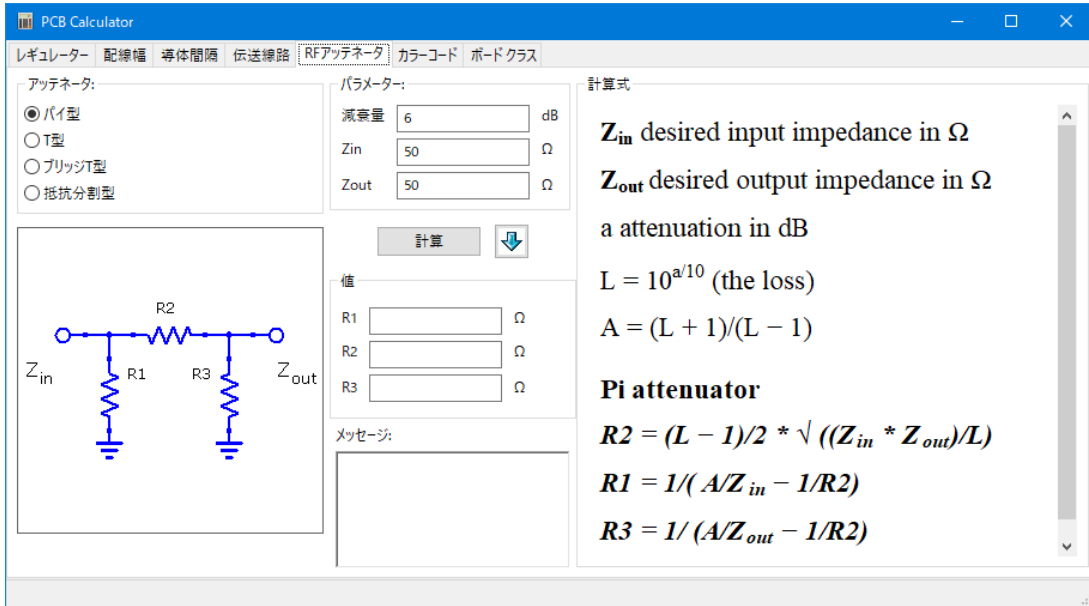 PCB Calculator
レギュレーター 配線幅 導体間隔 伝送線路 RFアッテネータ カラーコード ボードクラス
アッテネータ:
パイ型
T型
ブリッジT型
抵抗分割型
R2
Zin
R1
R3
Zout
パラメーター:
減衰量 6 dB
Zin 50 Ω
Zout 50 Ω
計算
値
R1 Ω
R2 Ω
R3 Ω
メッセージ:
計算式
Zin desired input impedance in Ω
Zout desired output impedance in Ω
a attenuation in dB
L = 10^a/10 (the loss)
A = (L + 1)/(L − 1)
Pi attenuator
R2 = (L − 1)/2 * √ ((Zin * Zout)/L)
R1 = 1/( A/Zin − 1/R2)
R3 = 1/ (A/Zout − 1/R2)